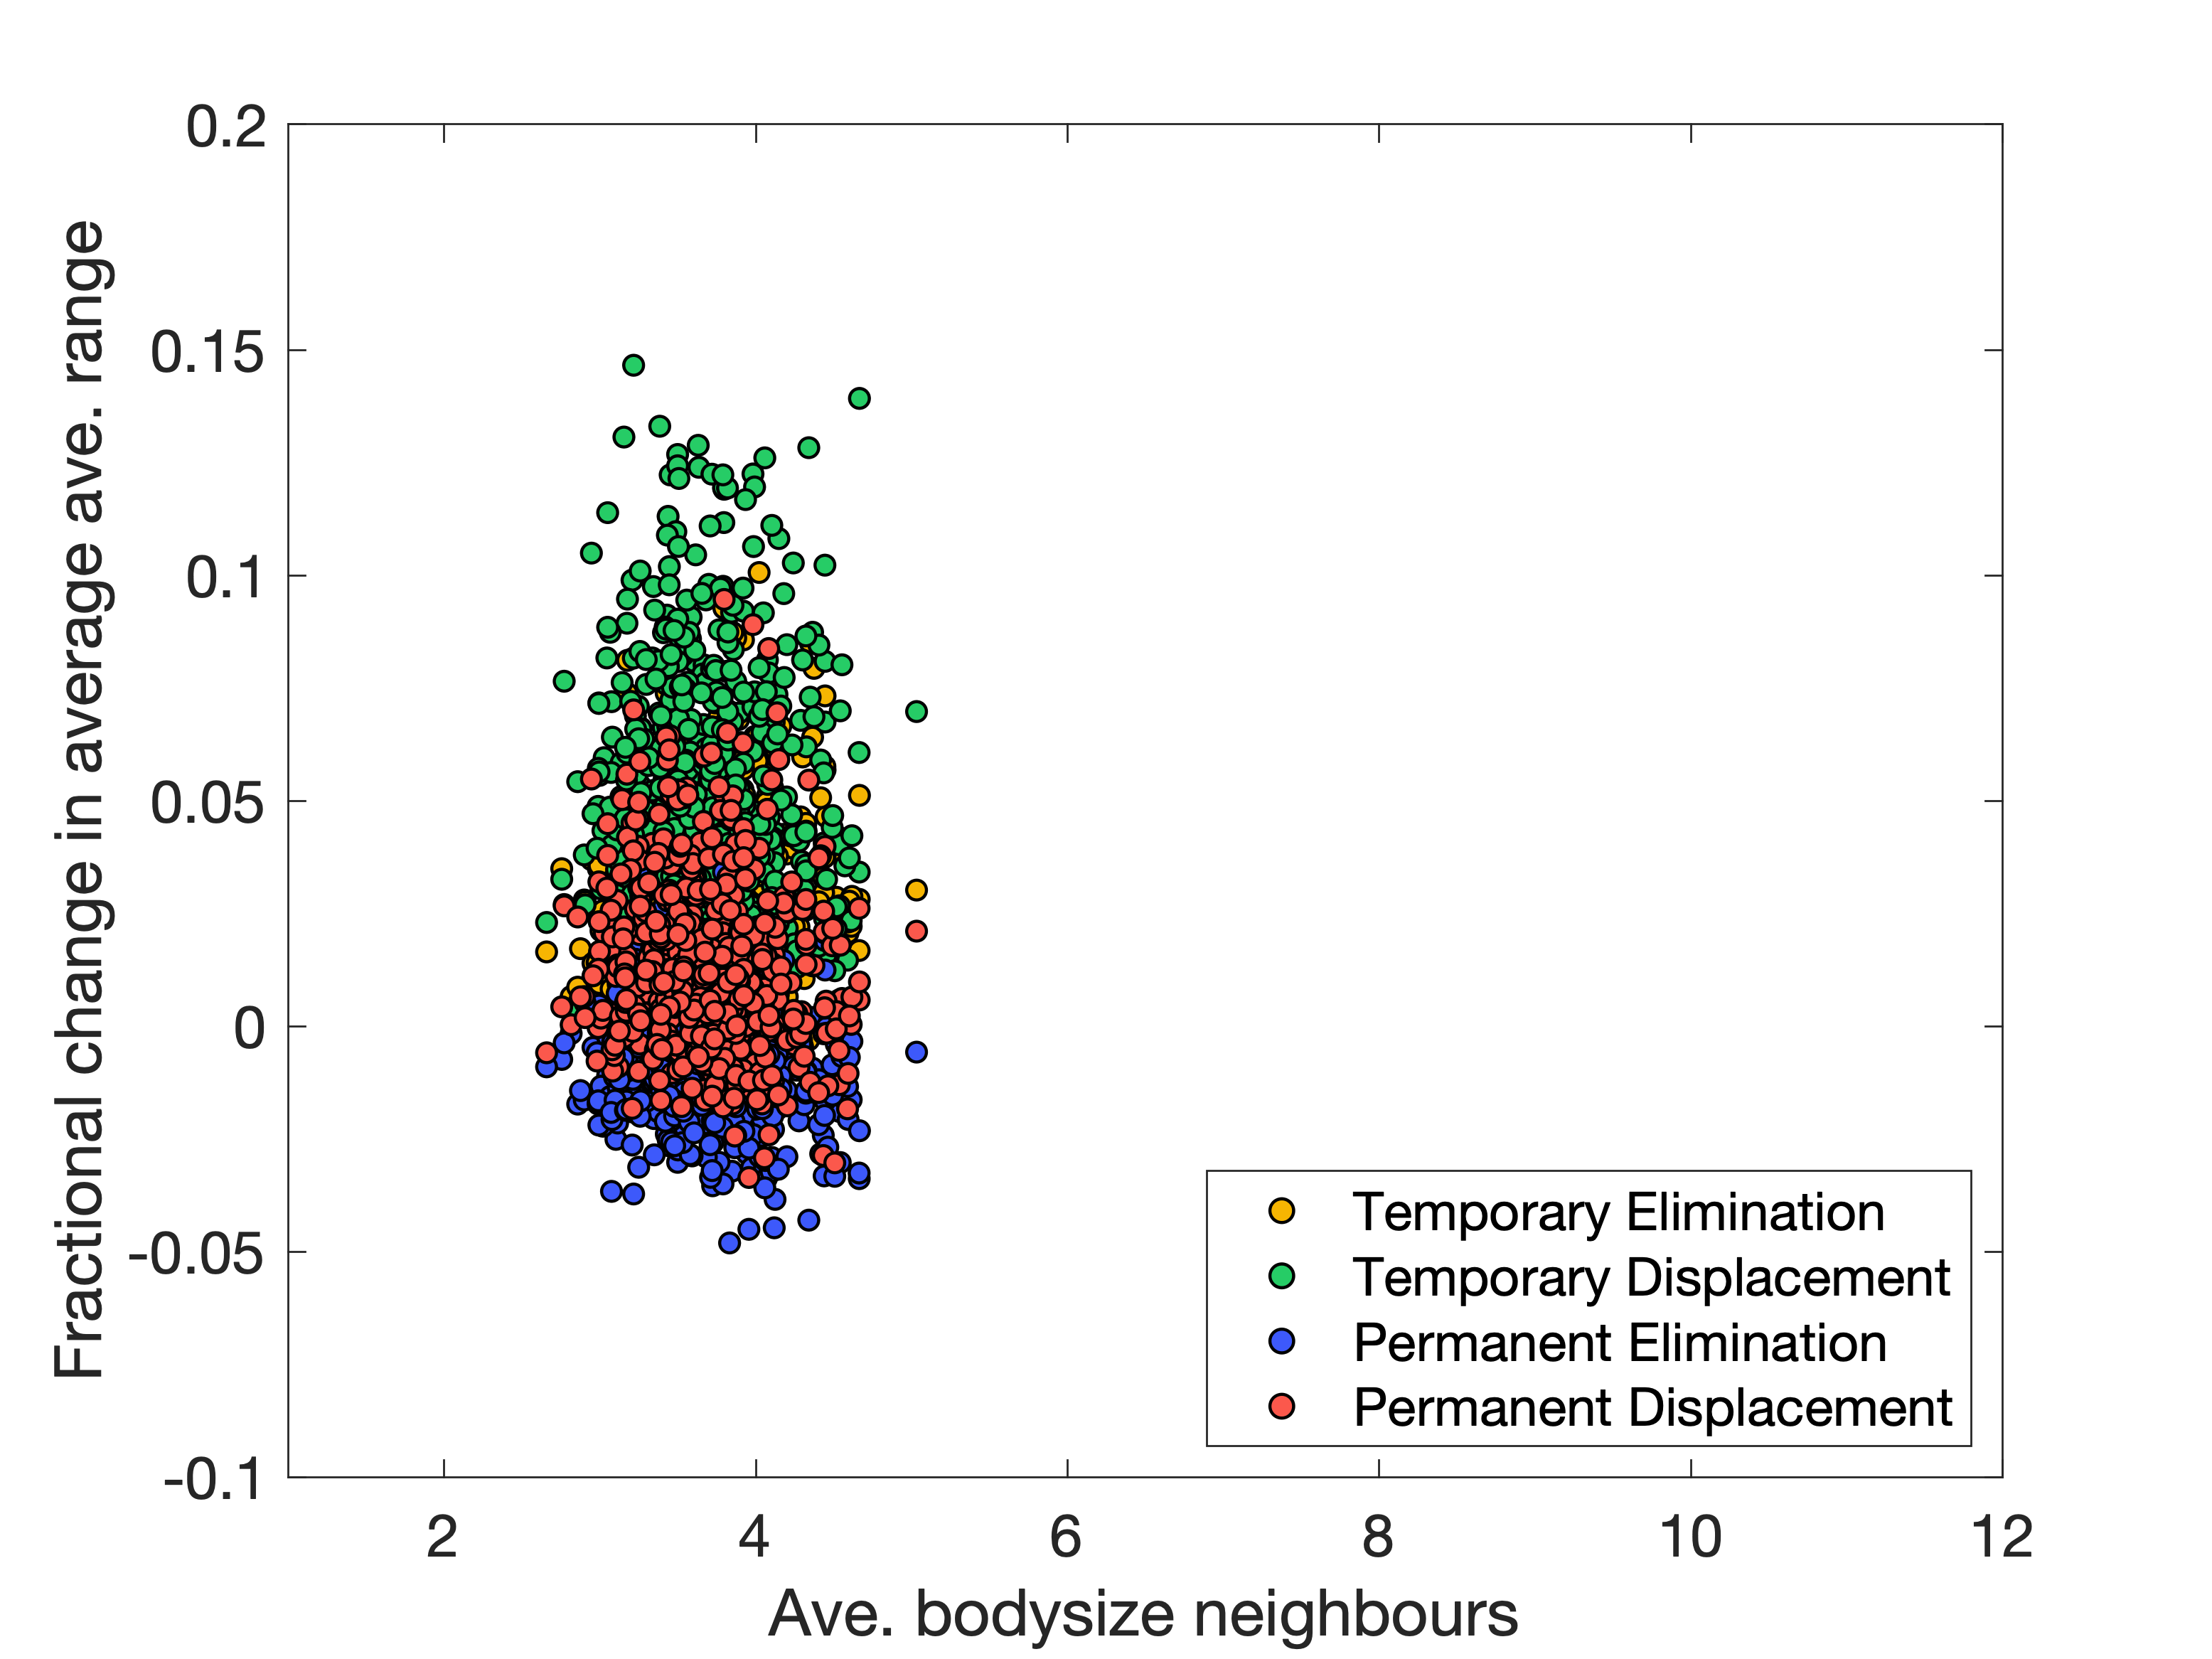 0.2
0.15
0.1
0.05
0
-0.05
-0.1
Fractional change in average ave. range
Temporary Elimination
Temporary Displacement
Permanent Elimination
Permanent Displacement
2 4 6 8 10 12
Ave. bodysize neighbours